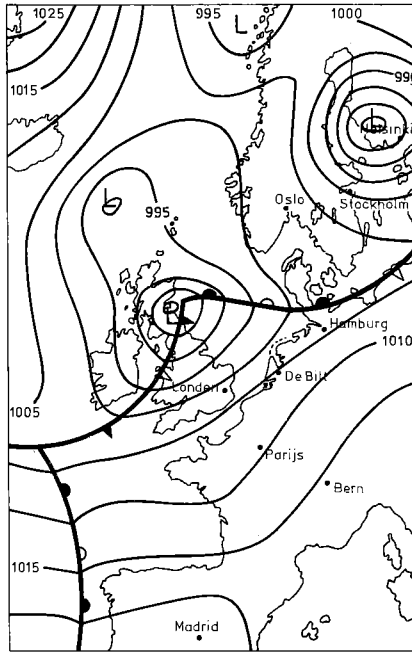 1025
995
1000
L
990
1015
L
Helsinki
L
995
Oslo
Stockholm
L
Hamburg
1010
De Bilt
Londen
1005
Parijs
Bern
1015
Madrid